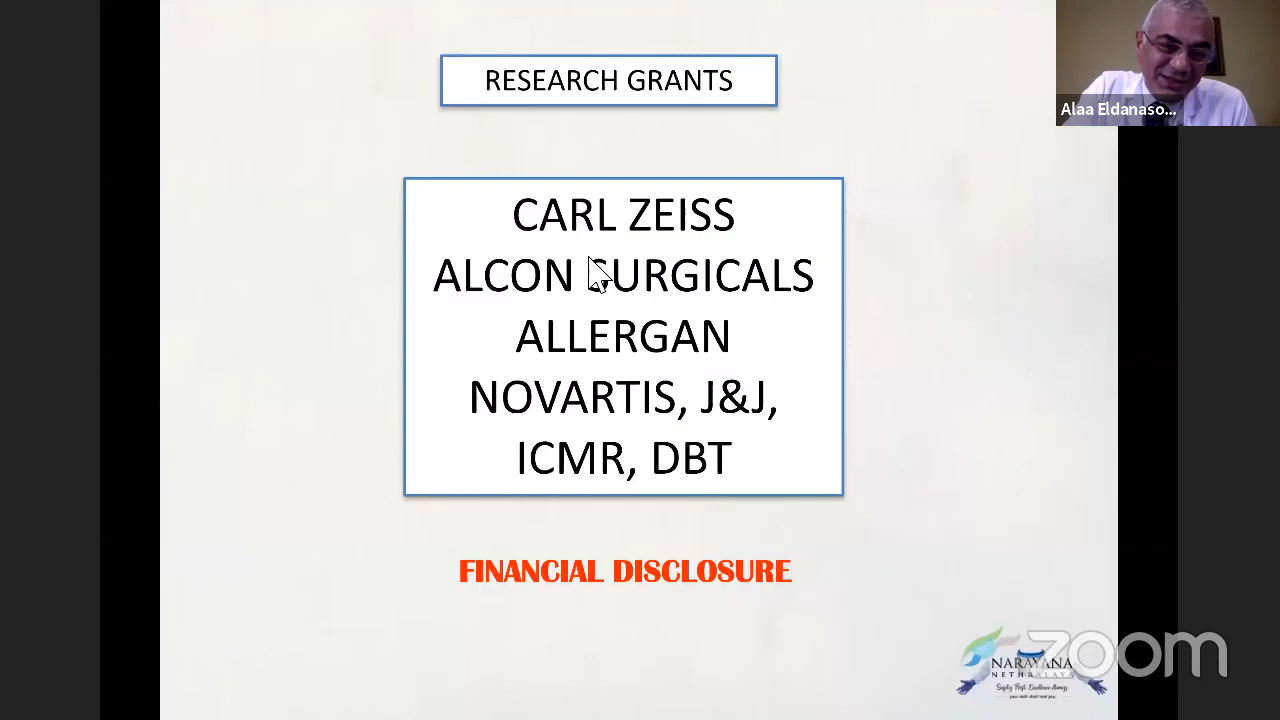 RESEARCH GRANTS
Alaa Eldanaso...
CARL ZEISS
ALCON SURGICALS
ALLERGAN
NOVARTIS, J&J,
ICMR, DBT
FINANCIAL DISCLOSURE
zoom
NARAYANA
NETHRALAYA